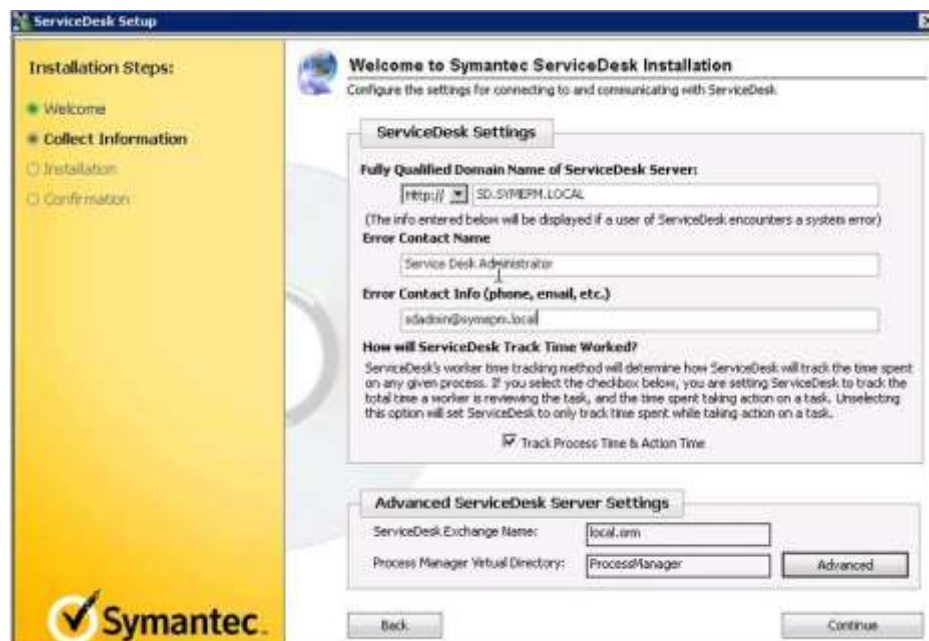 ServiceDesk Setup
Installation Steps:
Welcome
Collect Information
Installation
Confirmation
Welcome to Symantec ServiceDesk Installation
Configure the settings for connecting to and communicating with ServiceDesk
ServiceDesk Settings
Fully Qualified Domain Name of ServiceDesk Server:
Http:// SD.SYMEPM.LOCAL
(The info entered below will be displayed if a user of ServiceDesk encounters a system error)
Error Contact Name
Service Desk Administrator
Error Contact Info (phone, email, etc.)
sdadmin@symepm.local
How will ServiceDesk Track Time Worked?
ServiceDesk's worker time tracking method will determine how ServiceDesk will track the time spent
on any given process. If you select the checkbox below, you are setting ServiceDesk to track the
total time a worker is reviewing the task, and the time spent taking action on a task. Unselecting
this option will set ServiceDesk to only track time spent while taking action on a task.
Track Process Time & Action Time
Advanced ServiceDesk Server Settings
ServiceDesk Exchange Name: local.orm
Process Manager Virtual Directory: ProcessManager Advanced
Symantec.
Back Continue